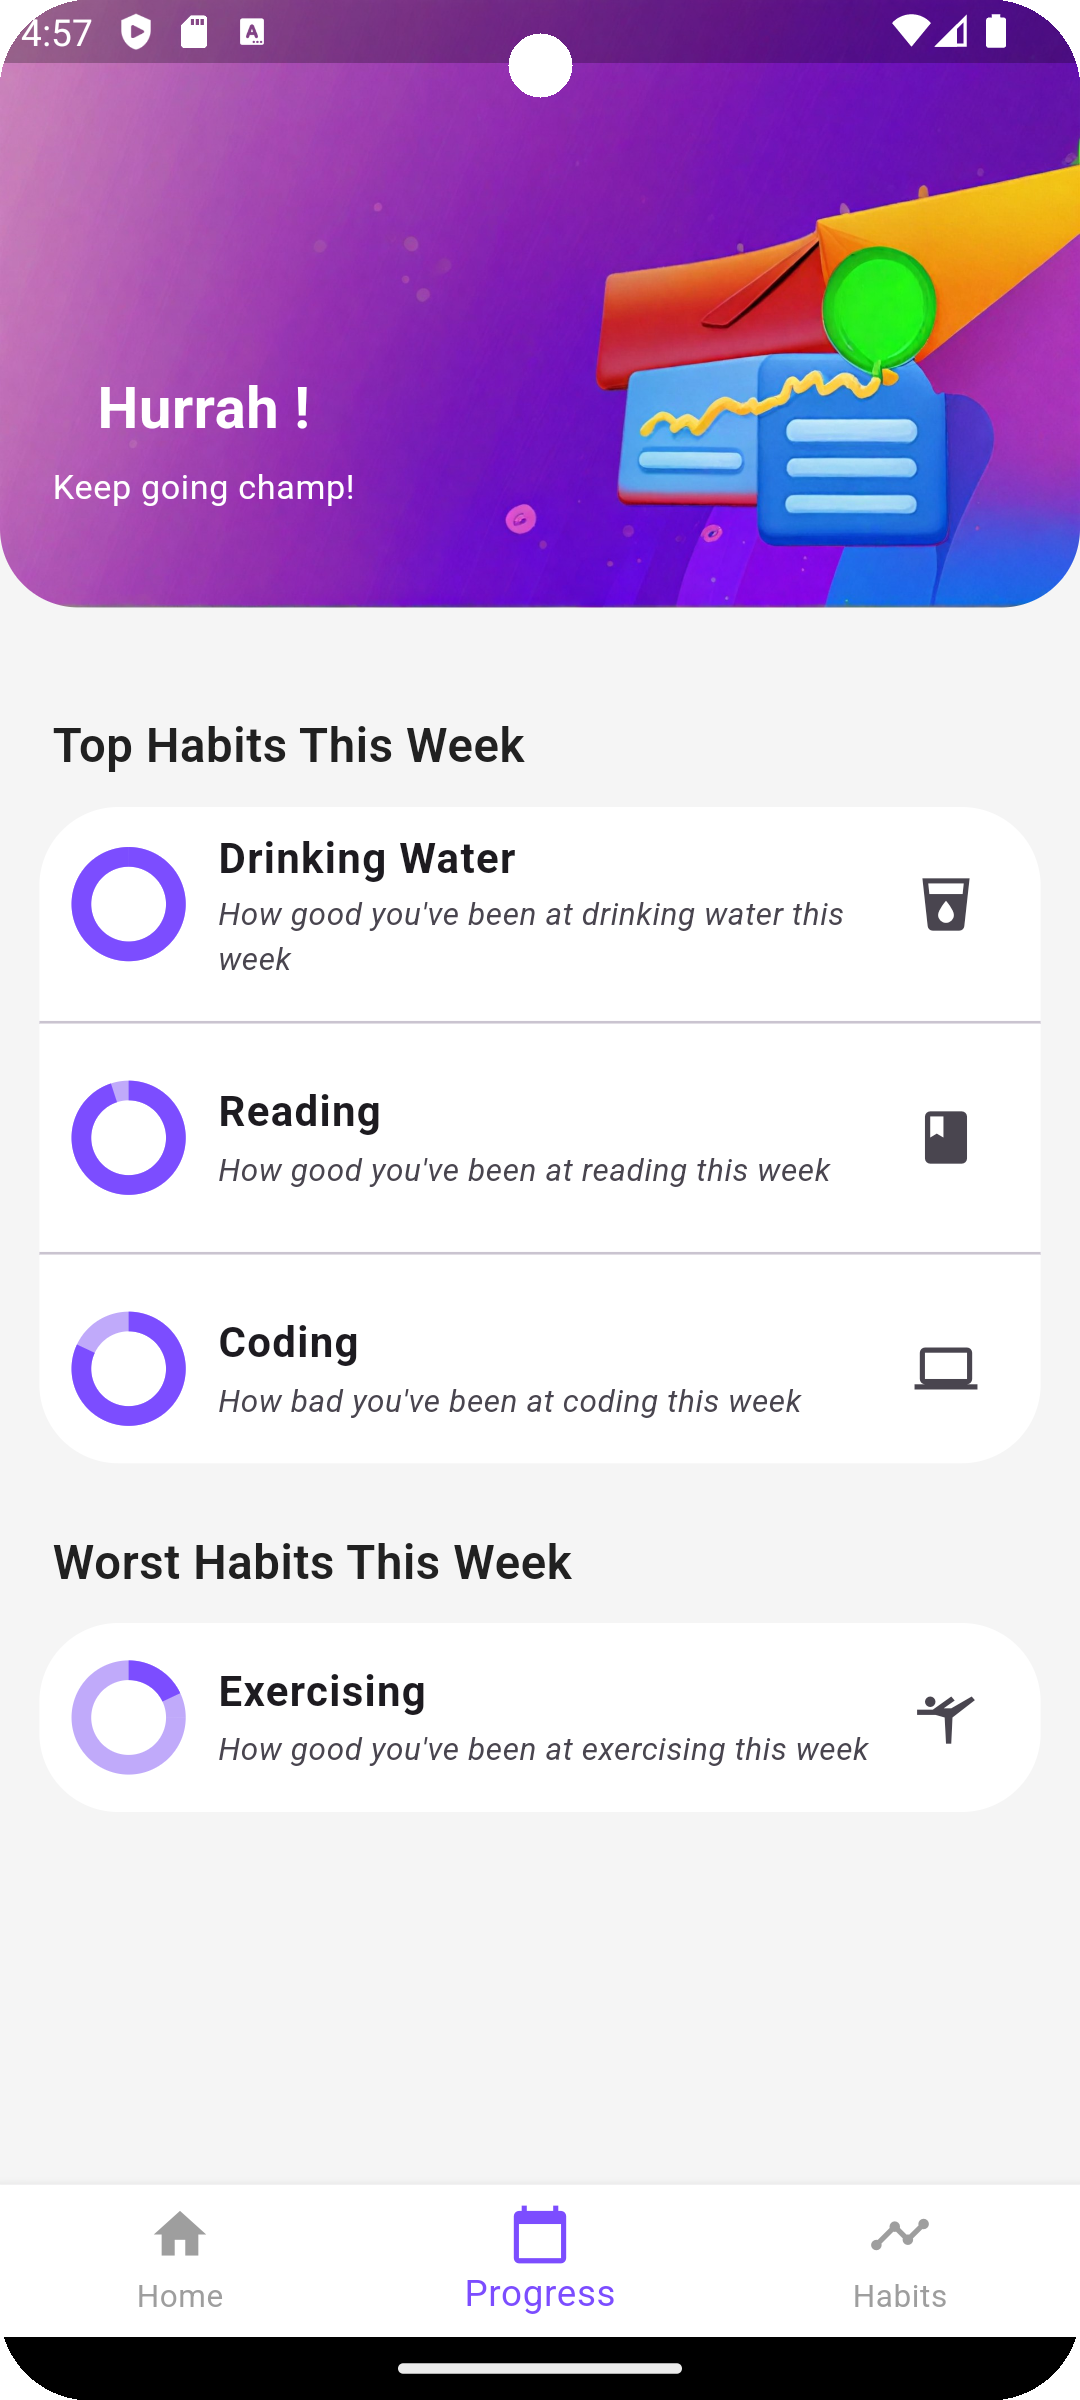 4:57
Hurrah !
Keep going champ!
Top Habits This Week
Drinking Water
How good you've been at drinking water this
week
Reading
How good you've been at reading this week
Coding
How bad you've been at coding this week
Worst Habits This Week
Exercising
How good you've been at exercising this week
Home
Progress
Habits